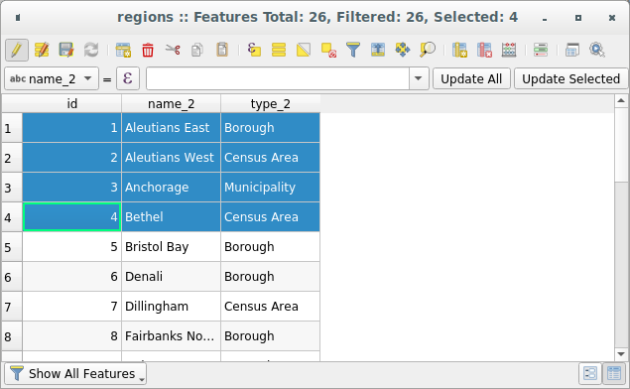 regions :: Features Total: 26, Filtered: 26, Selected: 4
abc name_2 = ε Update All Update Selected
id name_2 type_2
1 1 Aleutians East Borough
2 2 Aleutians West Census Area
3 3 Anchorage Municipality
4 4 Bethel Census Area
5 5 Bristol Bay Borough
6 6 Denali Borough
7 7 Dillingham Census Area
8 8 Fairbanks No... Borough
Show All Features